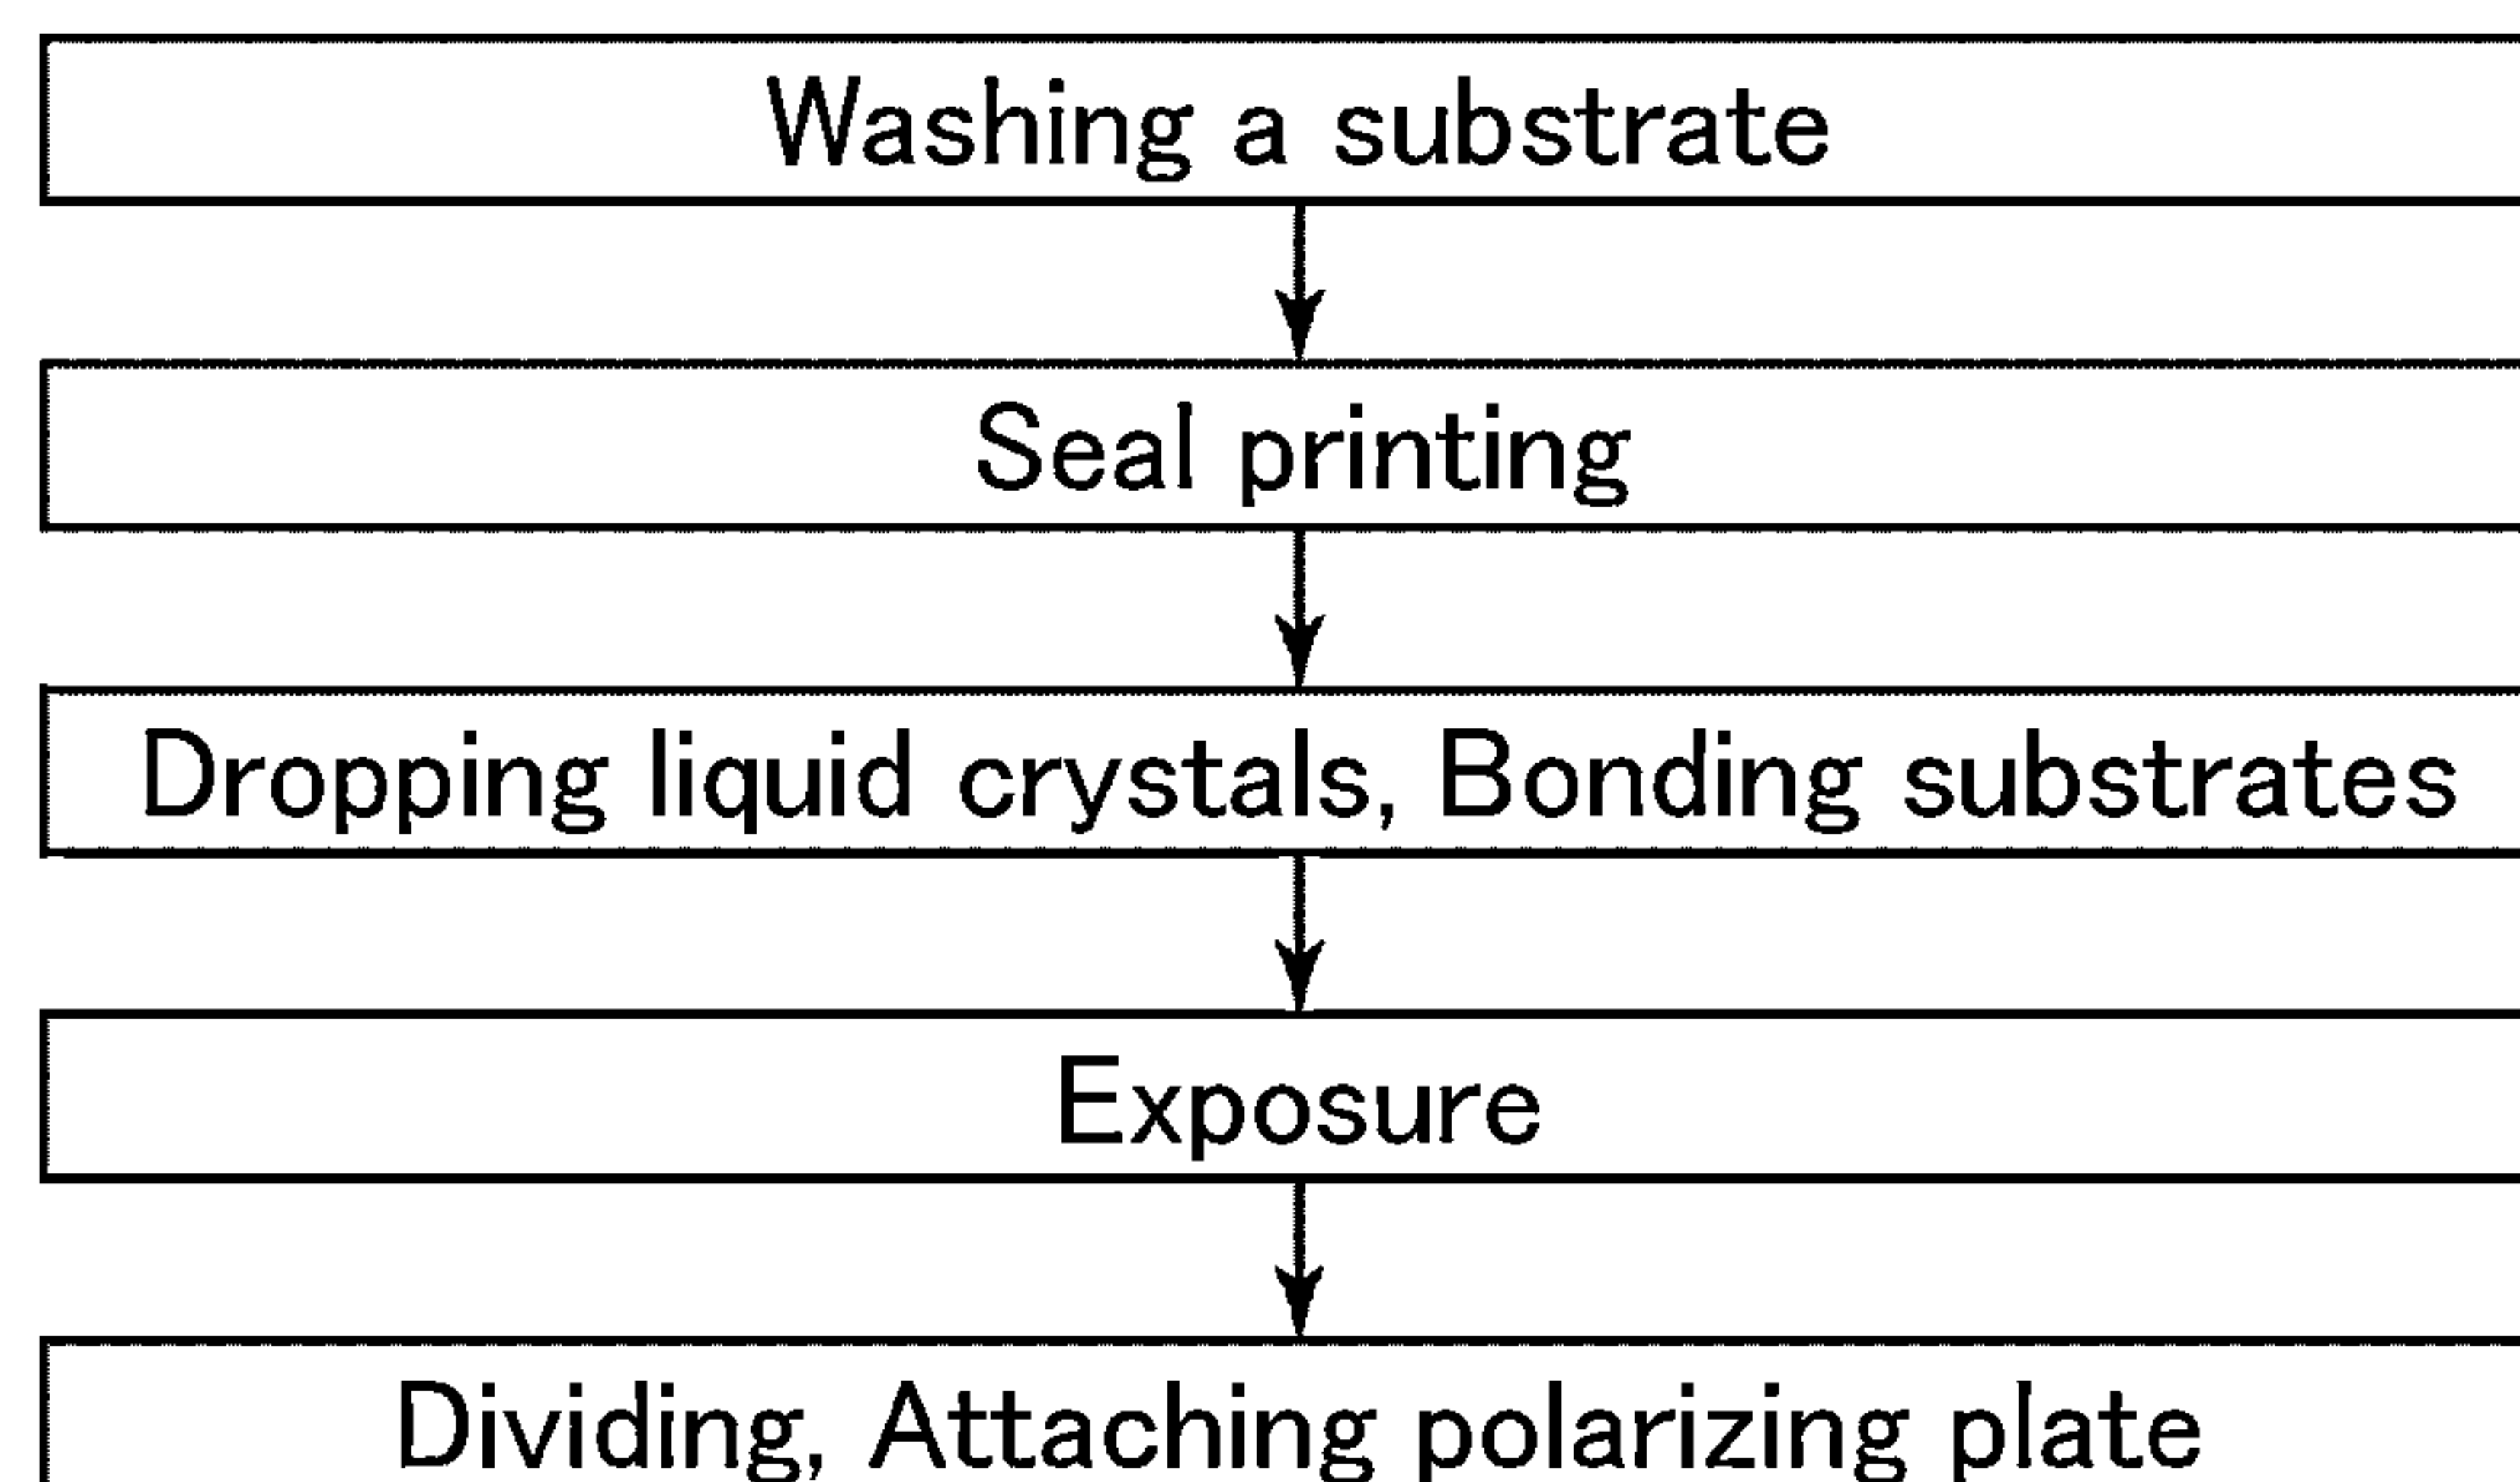 Washing a substrate
Seal printing
Dropping liquid crystals, Bonding substrates
Exposure
Dividing, Attaching polarizing plate